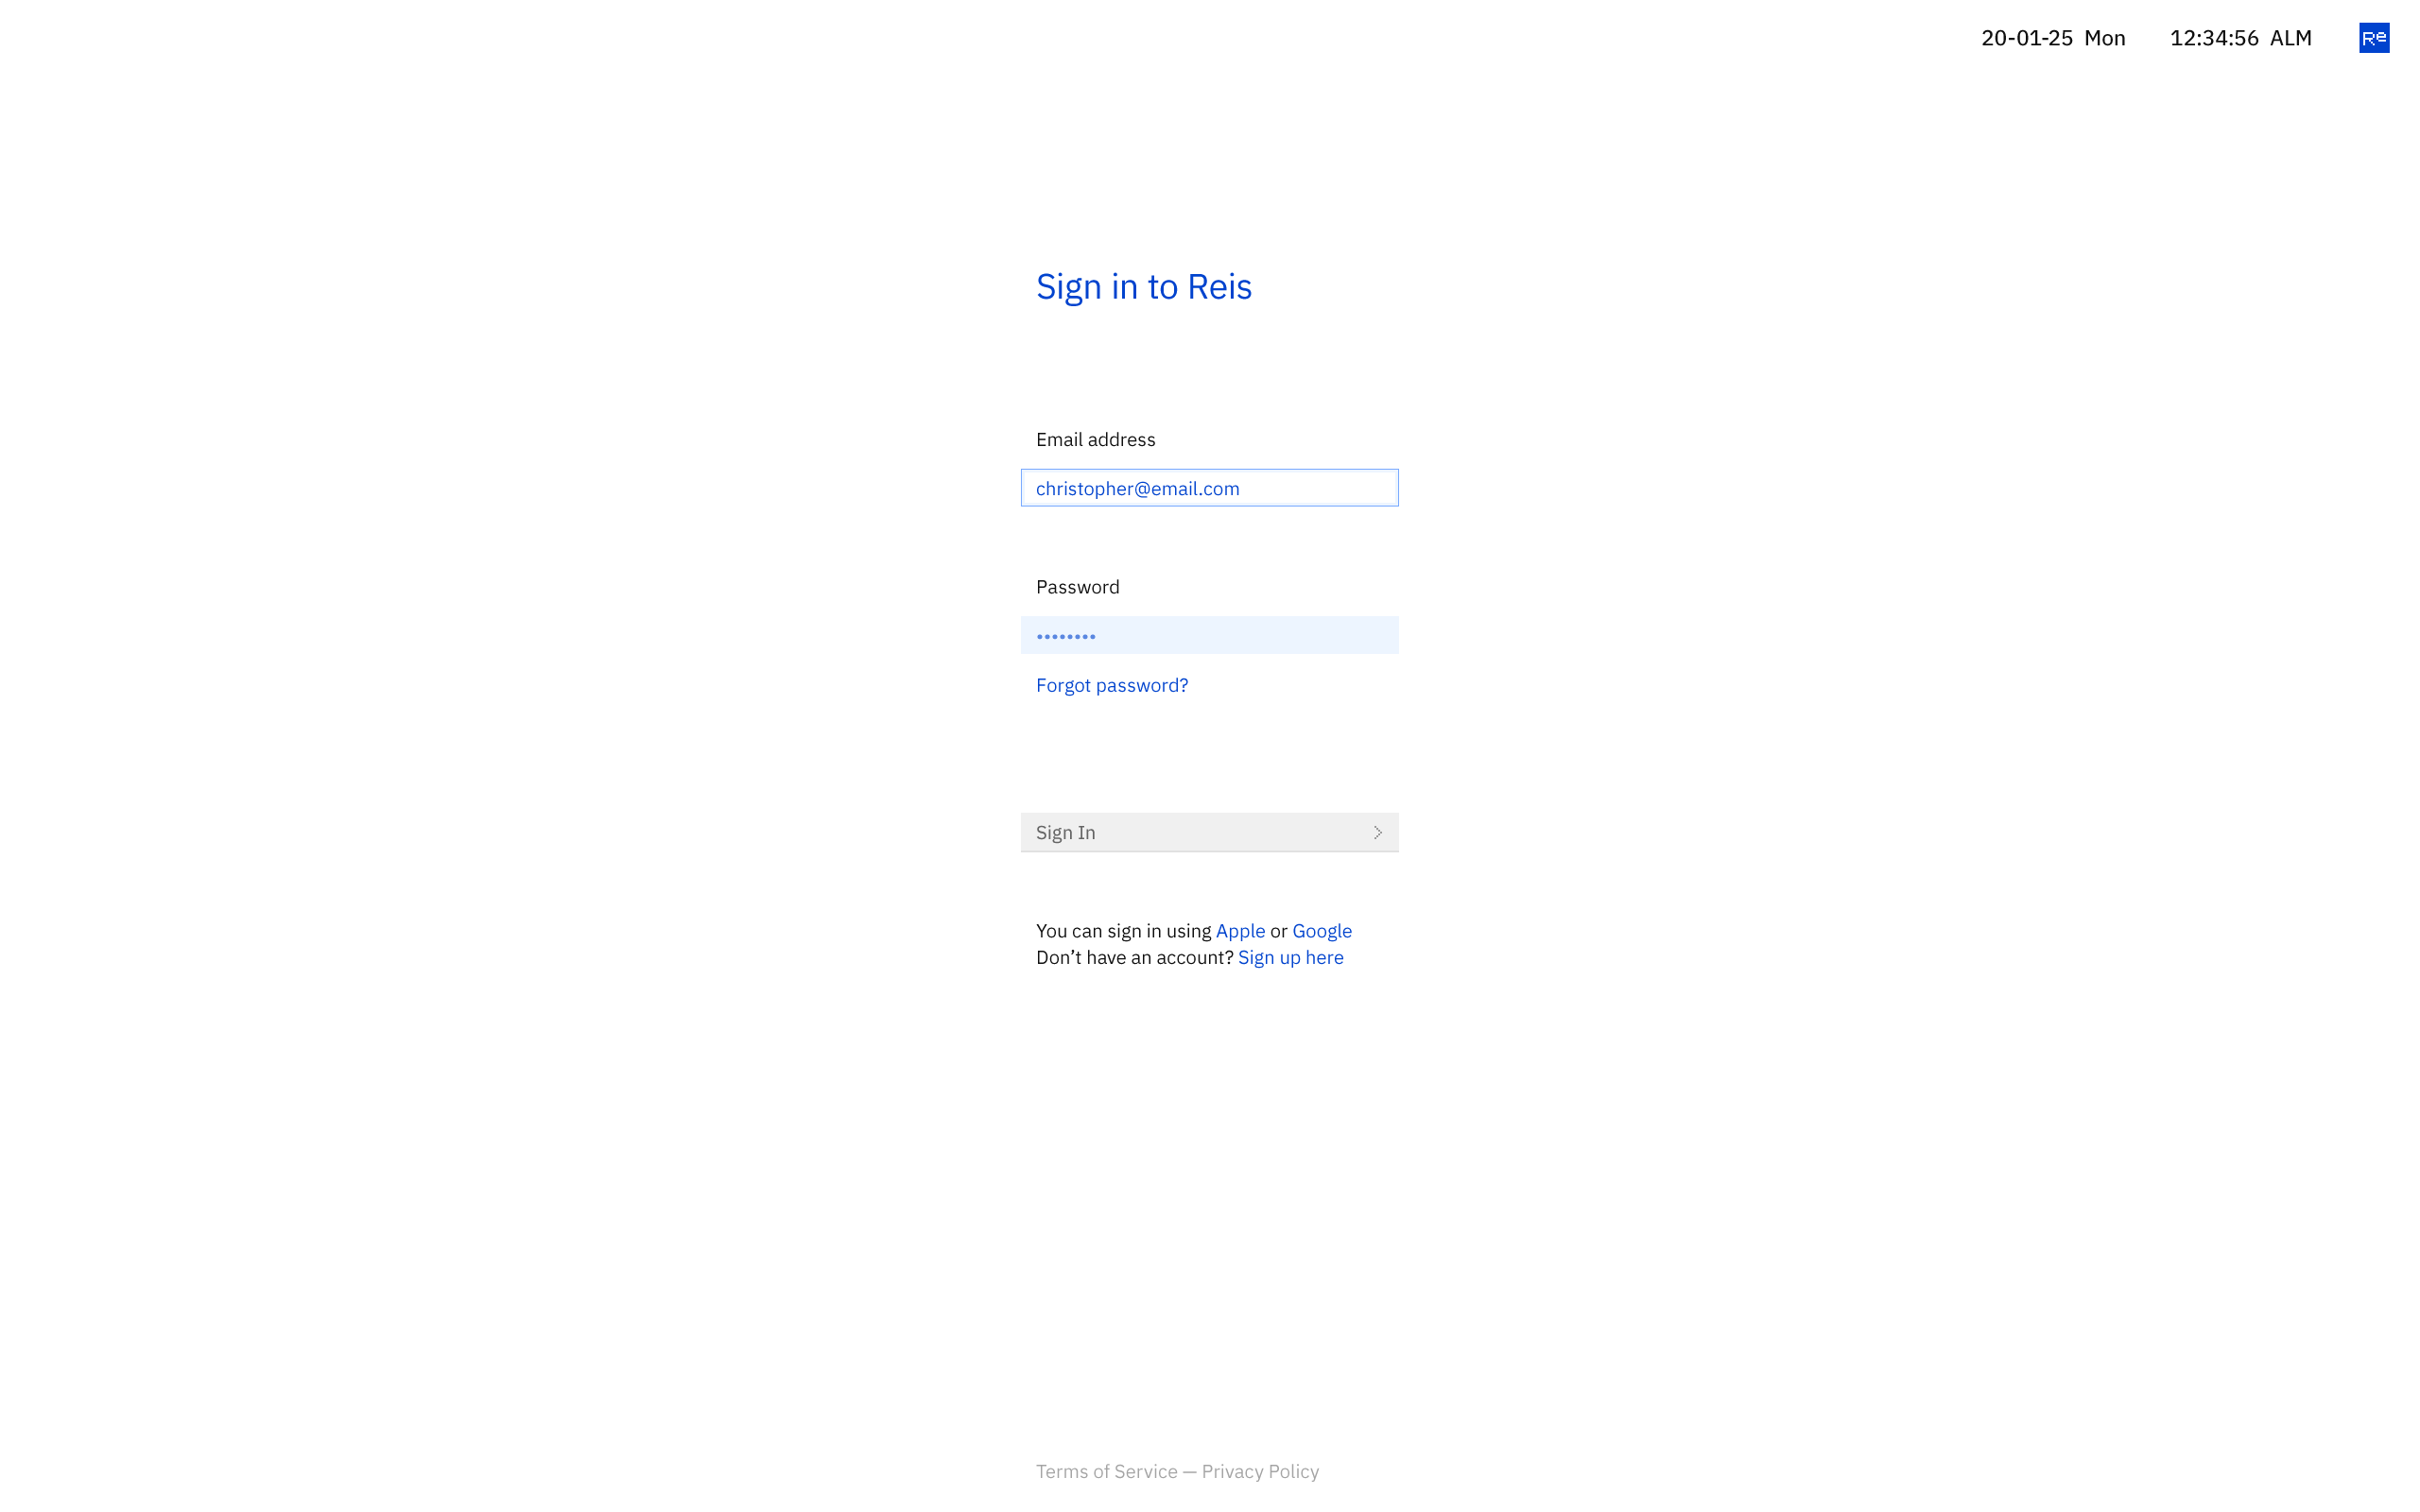 20-01-25 Mon 12:34:56 ALM Re
Sign in to Reis
Email address
christopher@email.com
Password
••••••••
Forgot password?
Sign In
You can sign in using Apple or Google
Don’t have an account? Sign up here
Terms of Service — Privacy Policy